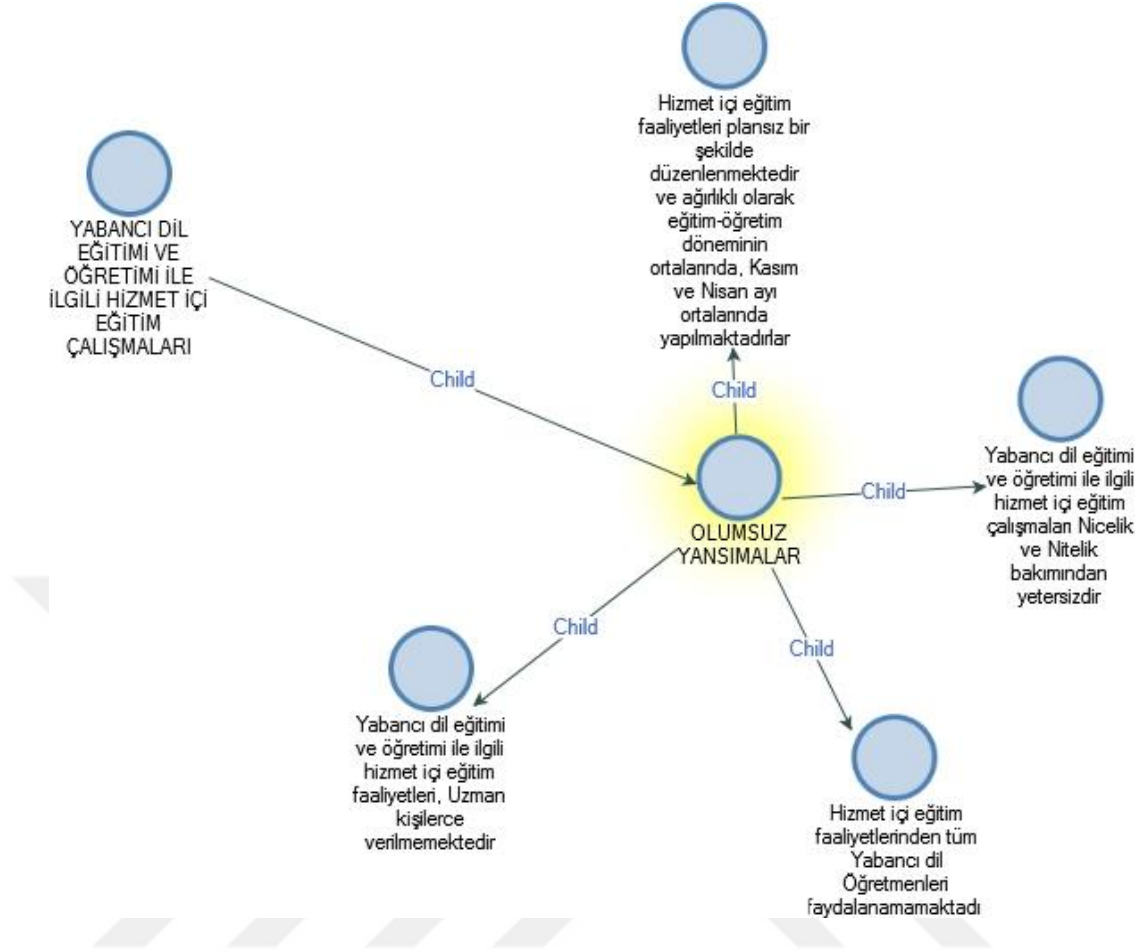 Hizmet içi eğitim
faaliyetleri plansız bir
şekilde
düzenlenmektedir
ve ağırlıklı olarak
eğitim-öğretim
döneminin
ortalarında, Kasım
ve Nisan ayı
ortalarında
yapılmaktadırlar
YABANCI DİL
EĞİTİMİ VE
ÖĞRETİMİ İLE
İLGİLİ HİZMET İÇİ
EĞİTİM
ÇALIŞMALARI
Child
Child
Child
Yabancı dil eğitimi
ve öğretimi ile ilgili
hizmet içi eğitim
çalışmaları Nicelik
ve Nitelik
bakımından
yetersizdir
OLUMSUZ
YANSIMALAR
Child
Child
Yabancı dil eğitimi
ve öğretimi ile ilgili
hizmet içi eğitim
faaliyetleri, Uzman
kişilerce
verilmemektedir
Hizmet içi eğitim
faaliyetlerinden tüm
Yabancı dil
Öğretmenleri
faydalanamamaktadı